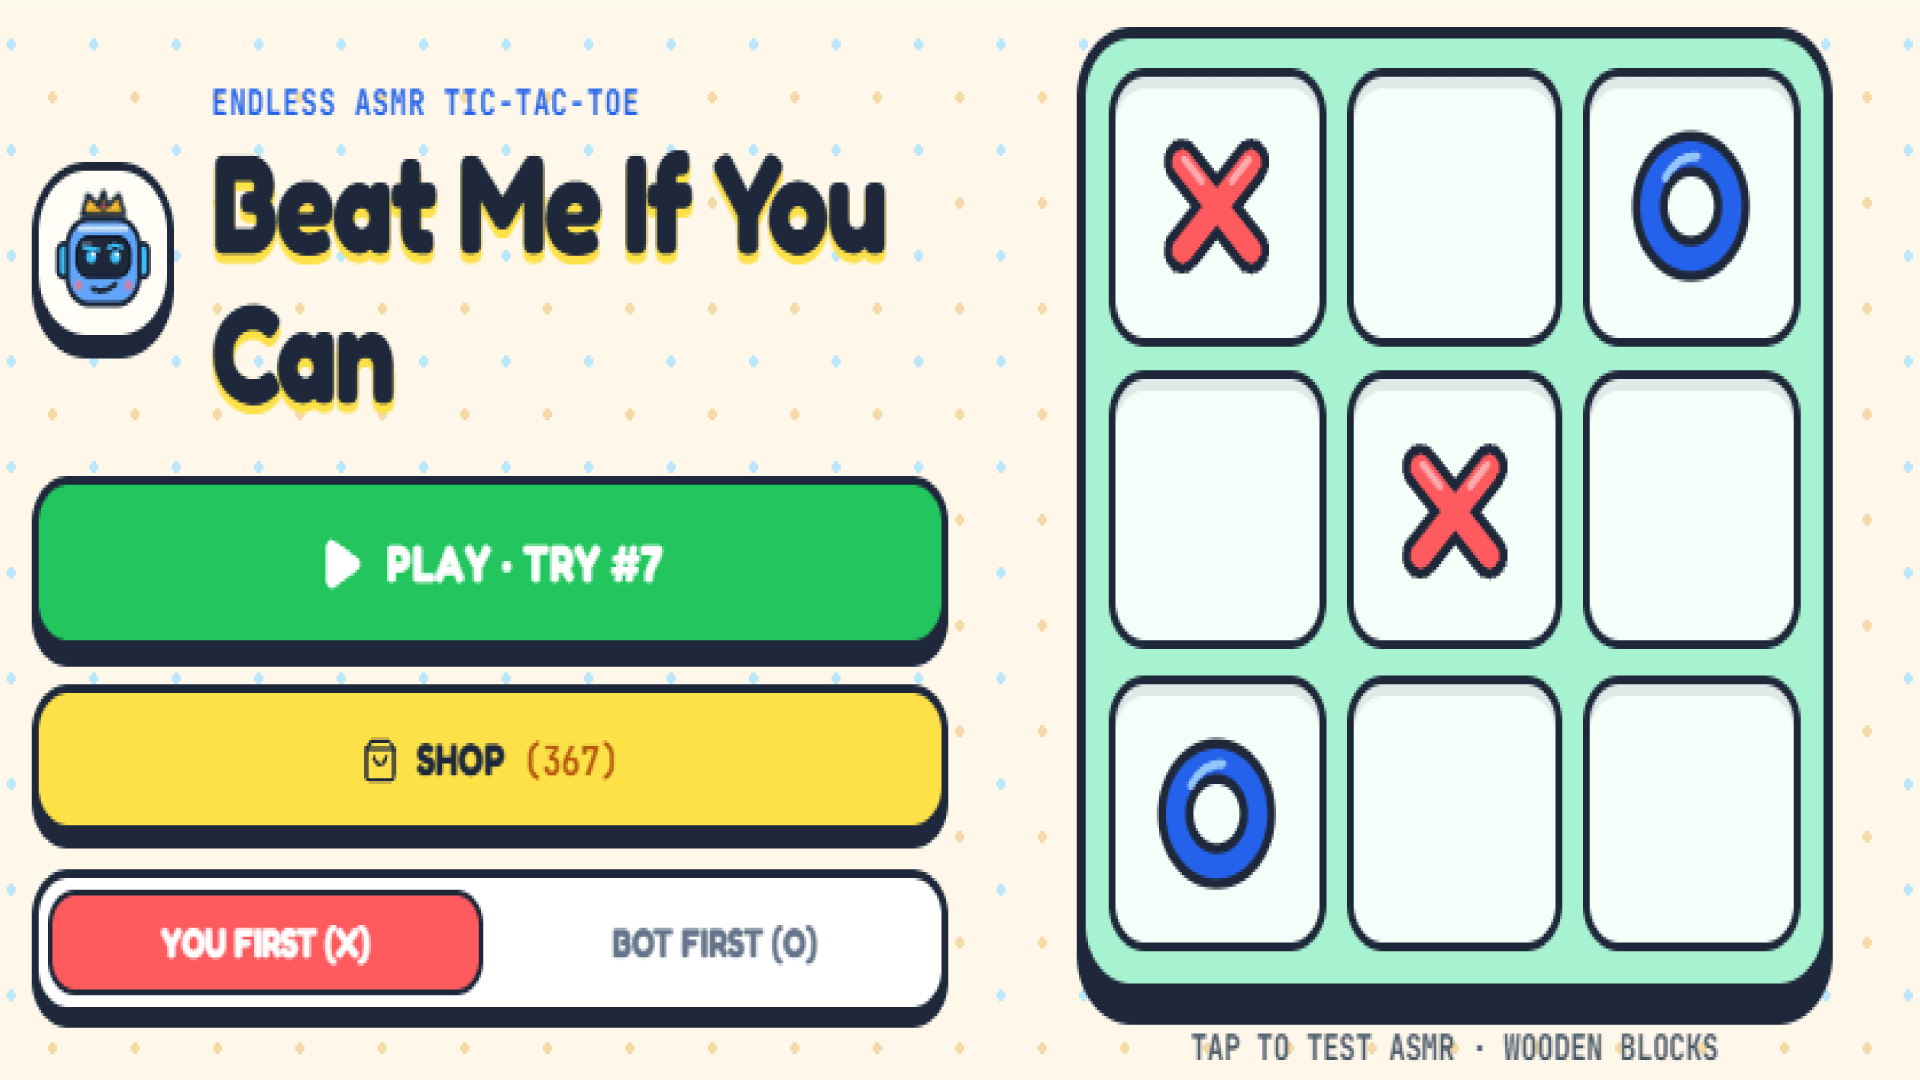 ENDLESS ASMR TIC-TAC-TOE
Beat Me If You
Can
PLAY · TRY #7
SHOP (367)
YOU FIRST (X)
BOT FIRST (O)
TAP TO TEST ASMR · WOODEN BLOCKS